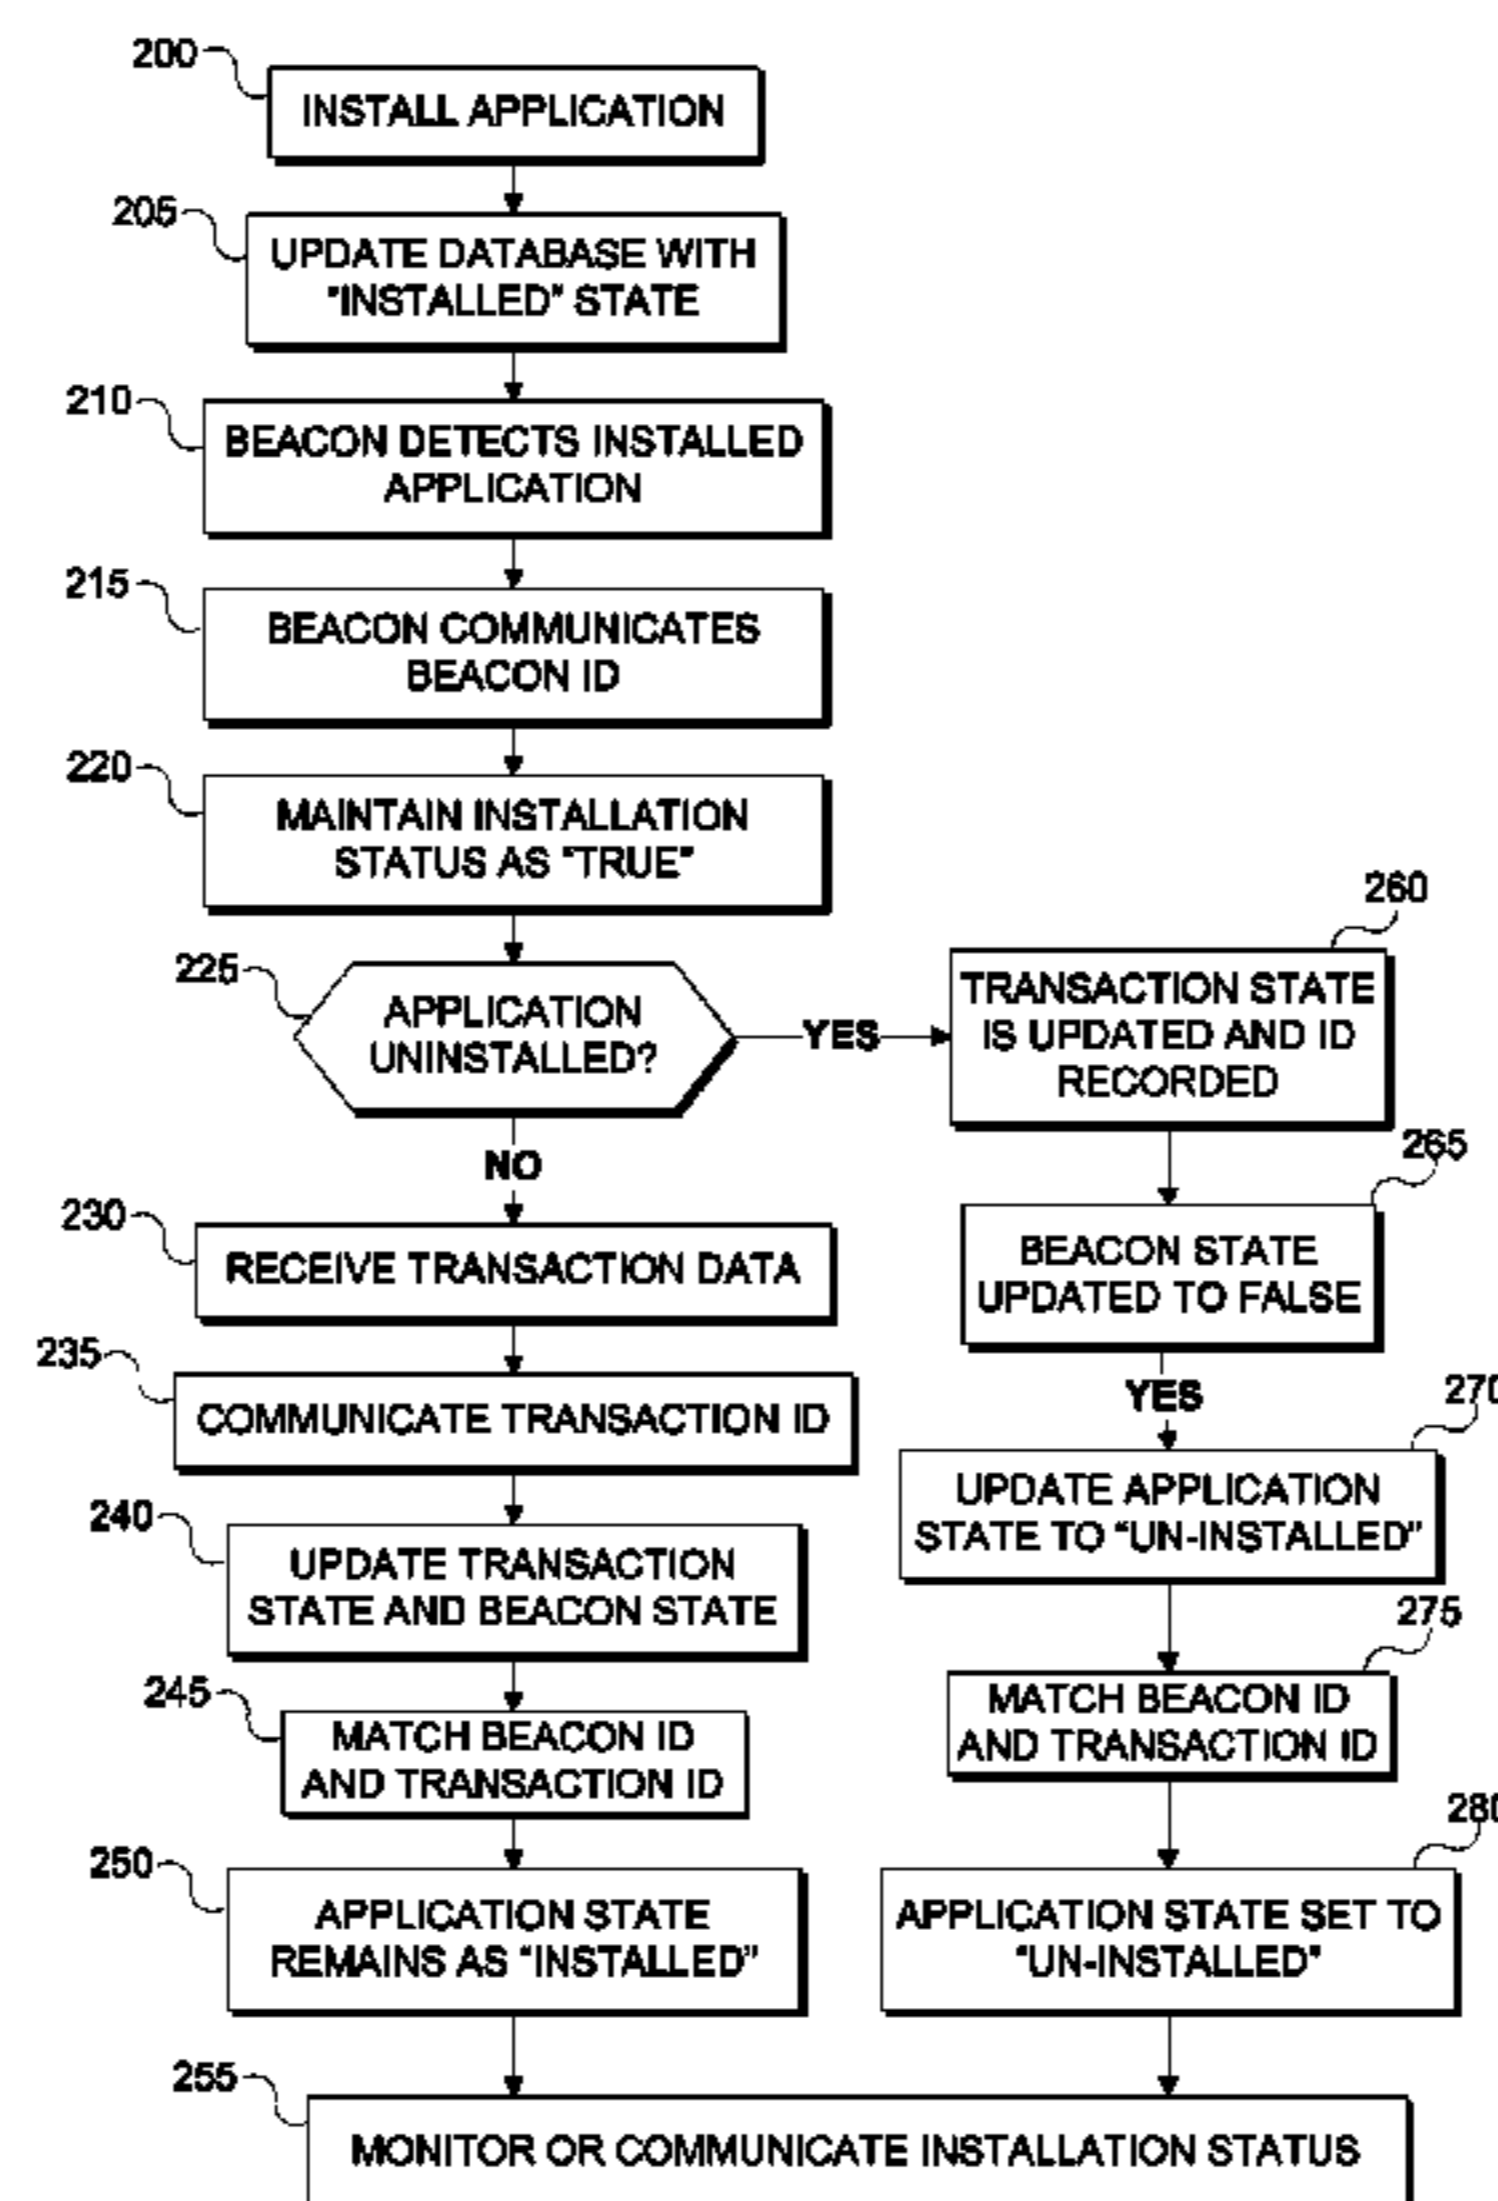 200
INSTALL APPLICATION
205
UPDATE DATABASE WITH
"INSTALLED" STATE
210
BEACON DETECTS INSTALLED
APPLICATION
215
BEACON COMMUNICATES
BEACON ID
220
MAINTAIN INSTALLATION
STATUS AS "TRUE"
225
APPLICATION
UNINSTALLED?
YES
NO
230
RECEIVE TRANSACTION DATA
235
COMMUNICATE TRANSACTION ID
240
UPDATE TRANSACTION
STATE AND BEACON STATE
245
MATCH BEACON ID
AND TRANSACTION ID
250
APPLICATION STATE
REMAINS AS "INSTALLED"
260
TRANSACTION STATE
IS UPDATED AND ID
RECORDED
265
BEACON STATE
UPDATED TO FALSE
YES
270
UPDATE APPLICATION
STATE TO "UN-INSTALLED"
275
MATCH BEACON ID
AND TRANSACTION ID
280
APPLICATION STATE SET TO
"UN-INSTALLED"
255
MONITOR OR COMMUNICATE INSTALLATION STATUS